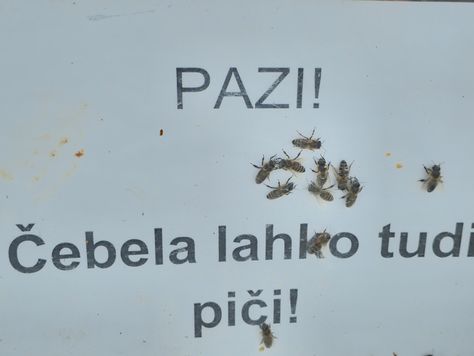 PAZI!
Čebela lahko tudi
piči!